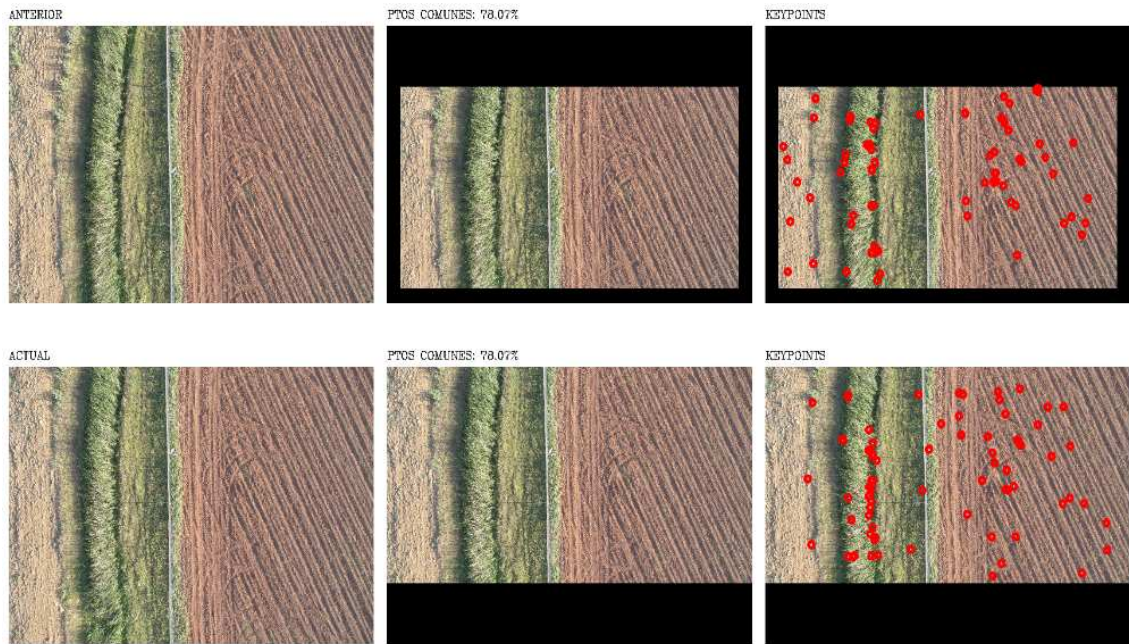 ANTERIOR
PTOS COMUNES: 78.07%
KEYPOINTS
ACTUAL
PTOS COMUNES: 78.07%
KEYPOINTS